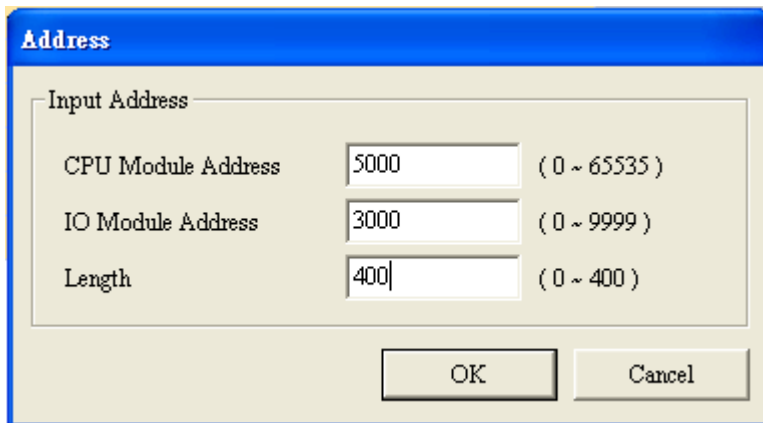 Address
Input Address
CPU Module Address 5000 ( 0 ~ 65535 )
IO Module Address 3000 ( 0 ~ 9999 )
Length 400 ( 0 ~ 400 )
OK Cancel